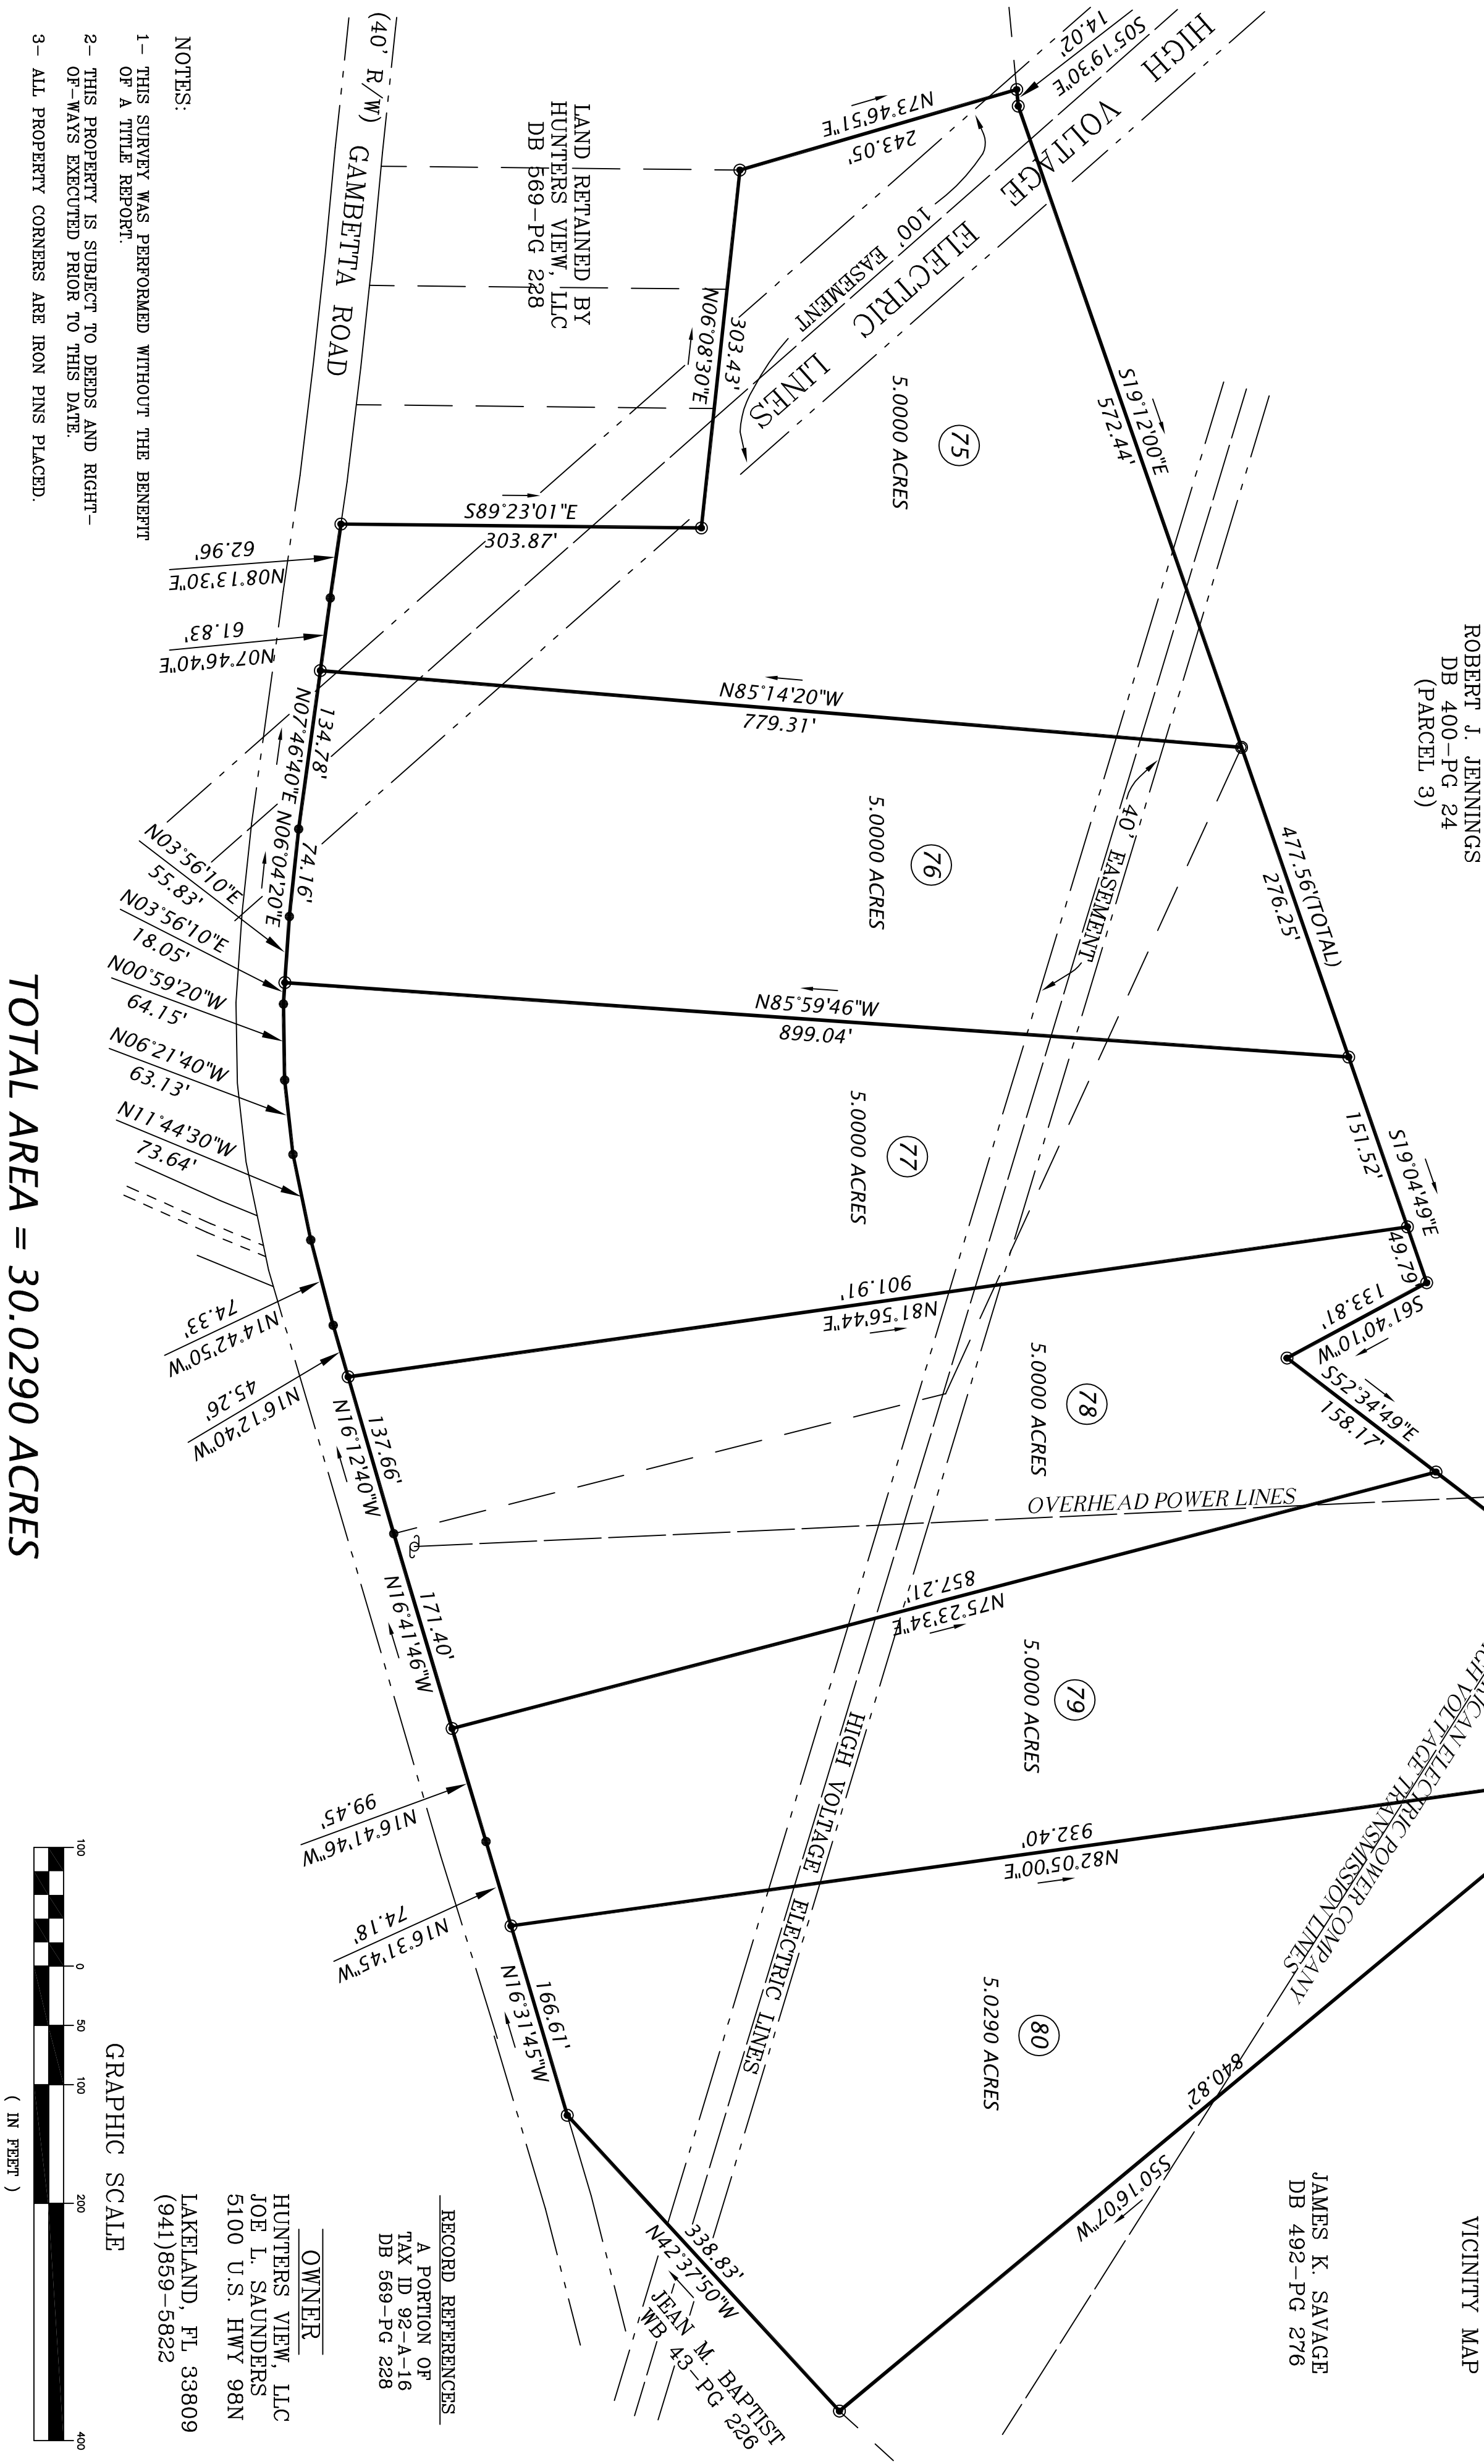 VICINITY MAP
ROBERT J. JENNINGS
DB 400-PG 24
(PARCEL 3)
JAMES K. SAVAGE
DB 492-PG 276
HIGH VOLTAGE ELECTRIC LINES
S05°19'30"E
14.02'
N73°46'51"E
243.05'
100' EASEMENT
S19°12'00"E
572.44'
477.56'(TOTAL)
276.25'
S19°04'49"E
151.52'
49.79
S61°40'10"W
133.87'
S52°34'49"E
158.17'
OVERHEAD POWER LINES
ELECTRIC POWER COMPANY
VOLTAGE TRANSMISSION LINES
840.82'
S50°16'07"W
75
5.0000 ACRES
76
5.0000 ACRES
77
5.0000 ACRES
78
5.0000 ACRES
79
5.0000 ACRES
80
5.0290 ACRES
40' EASEMENT
HIGH VOLTAGE ELECTRIC LINES
N85°14'20"W
779.31'
N85°59'46"W
899.04'
901.91'
N81°56'44"E
857.21'
N75°23'34"E
932.40'
N82°05'00"E
303.43'
N06°08'30"E
S89°23'01"E
303.87'
LAND RETAINED BY
HUNTERS VIEW, LLC
DB 569-PG 228
(40' R/W) GAMBETTA ROAD
N08°13'30"E
62.96'
N07°46'40"E
61.83'
134.78'
N07°46'40"E
74.16'
N06°04'20"E
N03°56'10"E
55.83'
N03°56'10"E
18.05'
N00°59'20"W
64.15'
N06°21'40"W
63.13'
N11°44'30"W
73.64'
N14°42'50"W
74.33'
N16°12'40"W
45.26'
137.66'
N16°12'40"W
171.40'
N16°41'46"W
N16°41'46"W
99.45'
N16°31'45"W
74.18'
166.61'
N16°31'45"W
338.83'
N42°37'50"W
JEAN M. BAPTIST
WB 43-PG 226
RECORD REFERENCES
A PORTION OF
TAX ID 92-A-16
DB 569-PG 228
OWNER
HUNTERS VIEW, LLC
JOE L. SAUNDERS
5100 U.S. HWY 98N
LAKELAND, FL 33809
(941)859-5822
NOTES:
1- THIS SURVEY WAS PERFORMED WITHOUT THE BENEFIT
OF A TITLE REPORT.
2- THIS PROPERTY IS SUBJECT TO DEEDS AND RIGHT-
OF-WAYS EXECUTED PRIOR TO THIS DATE.
3- ALL PROPERTY CORNERS ARE IRON PINS PLACED.
TOTAL AREA = 30.0290 ACRES
GRAPHIC SCALE
100 0 50 100 200 400
( IN FEET )